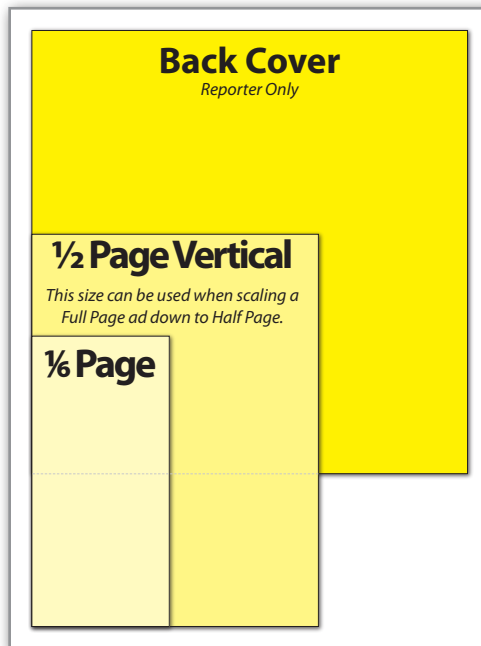 Back Cover
Reporter Only
½ Page Vertical
This size can be used when scaling a
Full Page ad down to Half Page.
⅙ Page